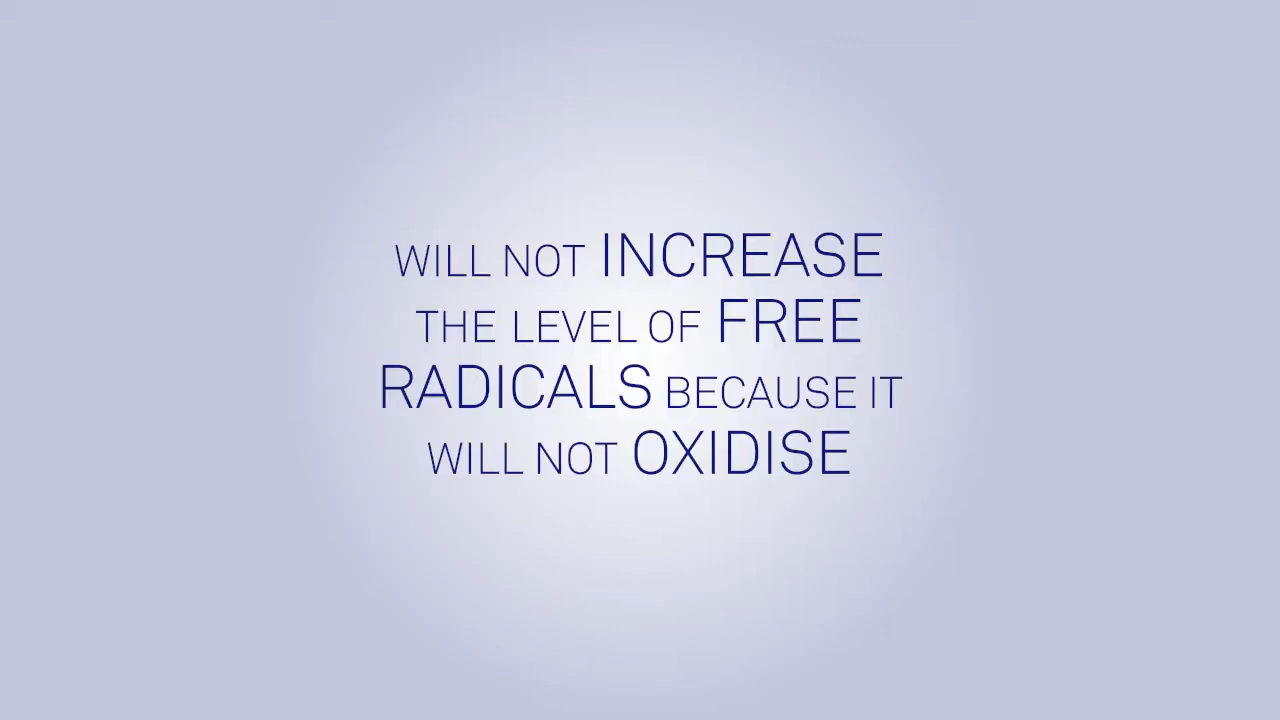 WILL NOT INCREASE
THE LEVEL OF FREE
RADICALS BECAUSE IT
WILL NOT OXIDISE